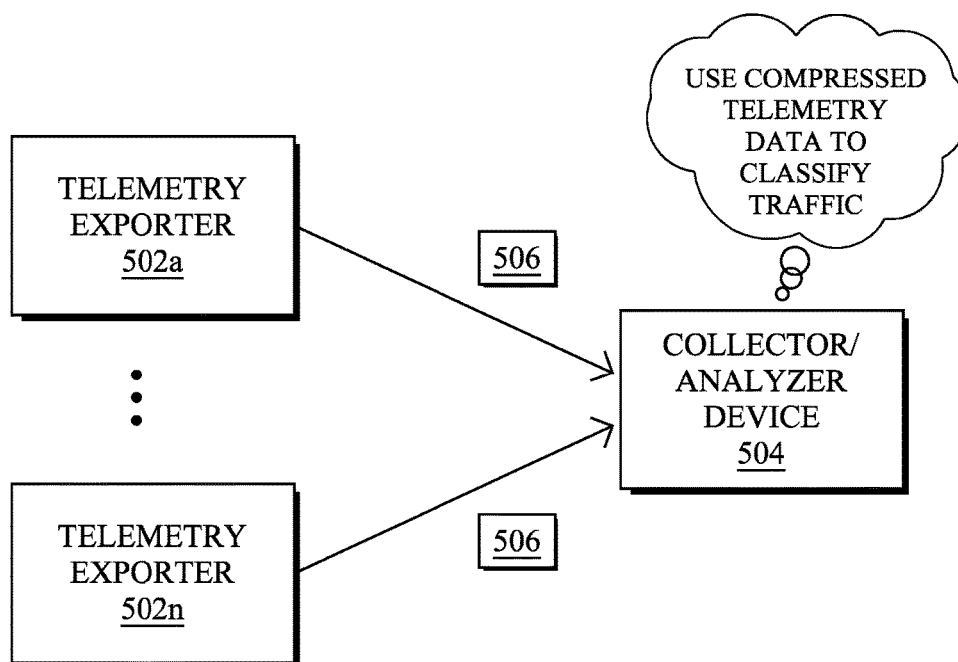 USE COMPRESSED
TELEMETRY
DATA TO
CLASSIFY
TRAFFIC
TELEMETRY
EXPORTER
502a
506
COLLECTOR/
ANALYZER
DEVICE
504
TELEMETRY
EXPORTER
502n
506